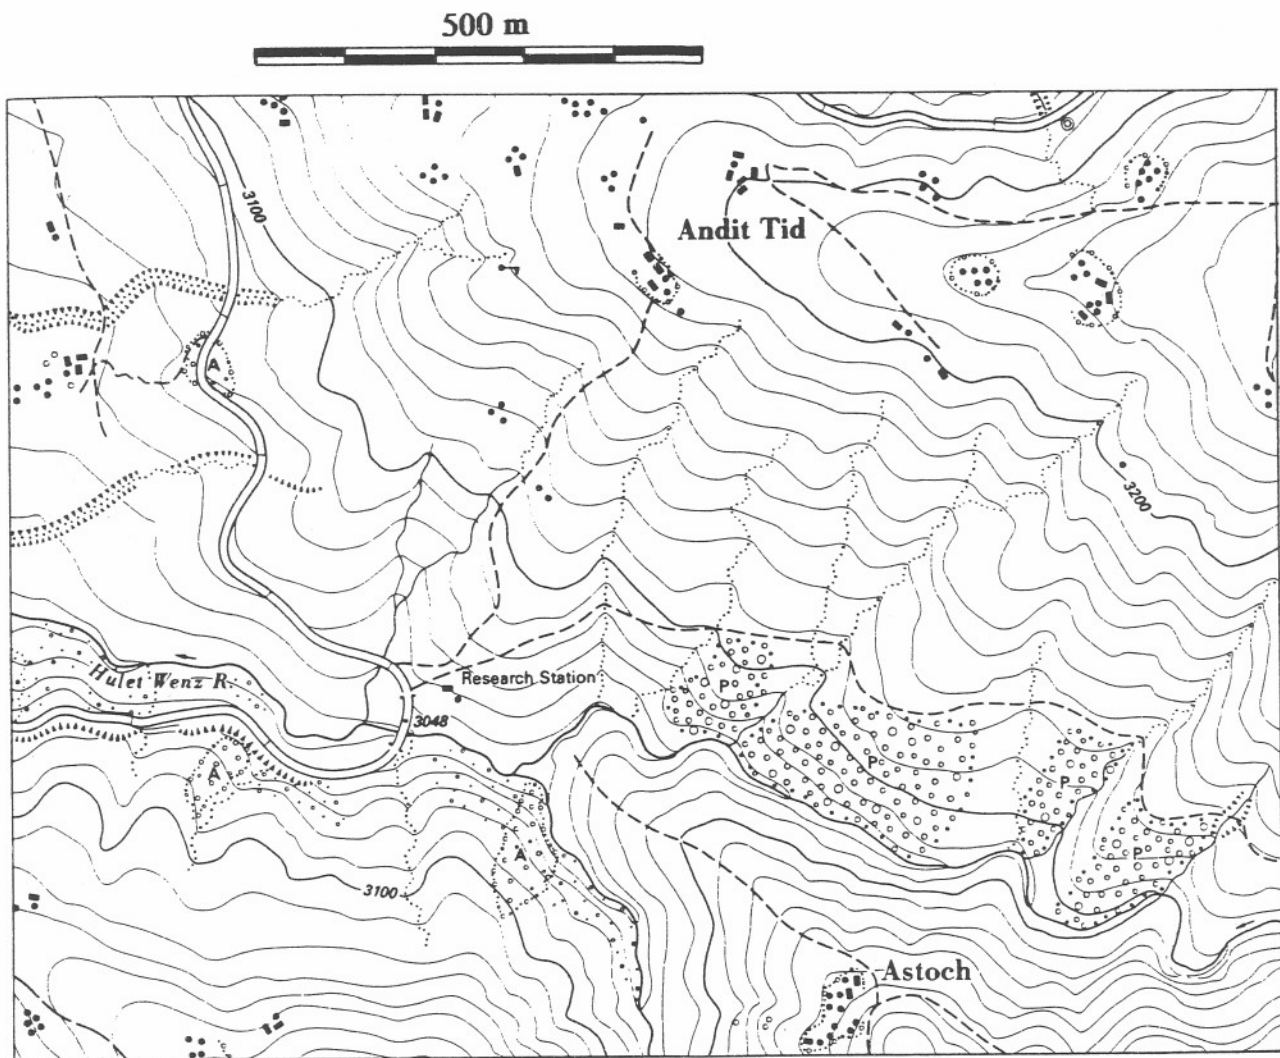 500 m
3100
Andit Tid
A
3200
Hulet Wenz R.
Research Station
P
3048
A
P
P
A
P
3100
Astoch